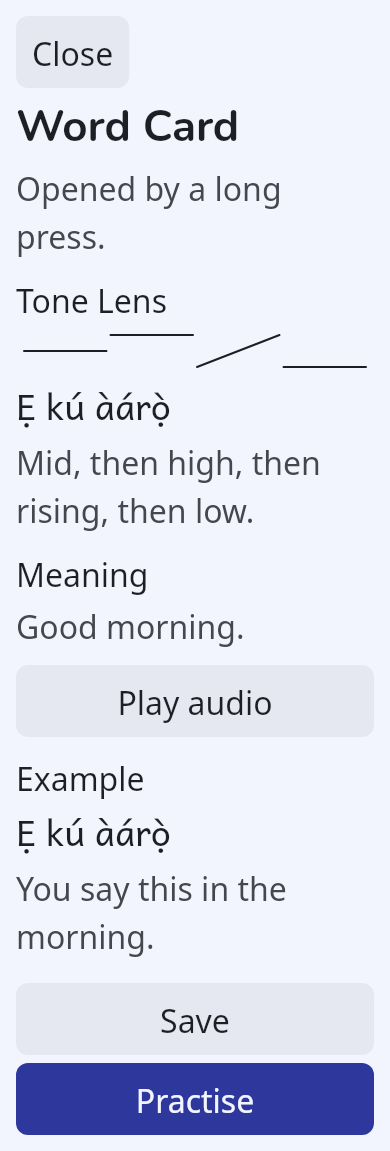 Close
Word Card
Opened by a long
press.
Tone Lens
Ẹ kú àárọ̀
Mid, then high, then
rising, then low.
Meaning
Good morning.
Play audio
Example
Ẹ kú àárọ̀
You say this in the
morning.
Save
Practise